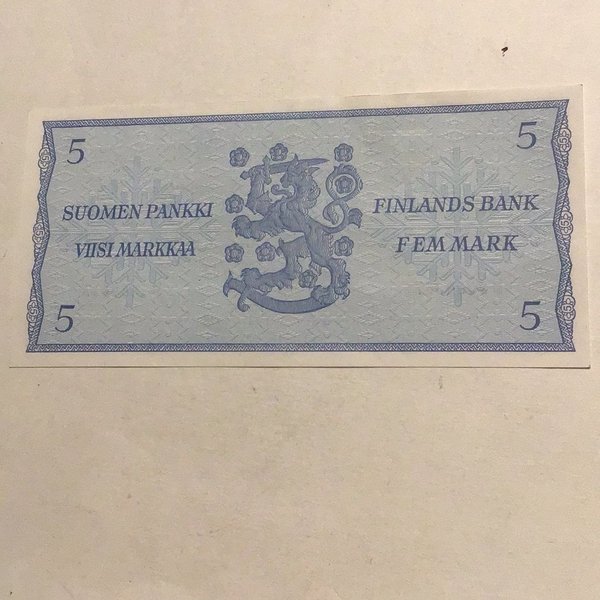 5
5
SUOMEN PANKKI
VIISI MARKKAA
FINLANDS BANK
FEM MARK
5
5